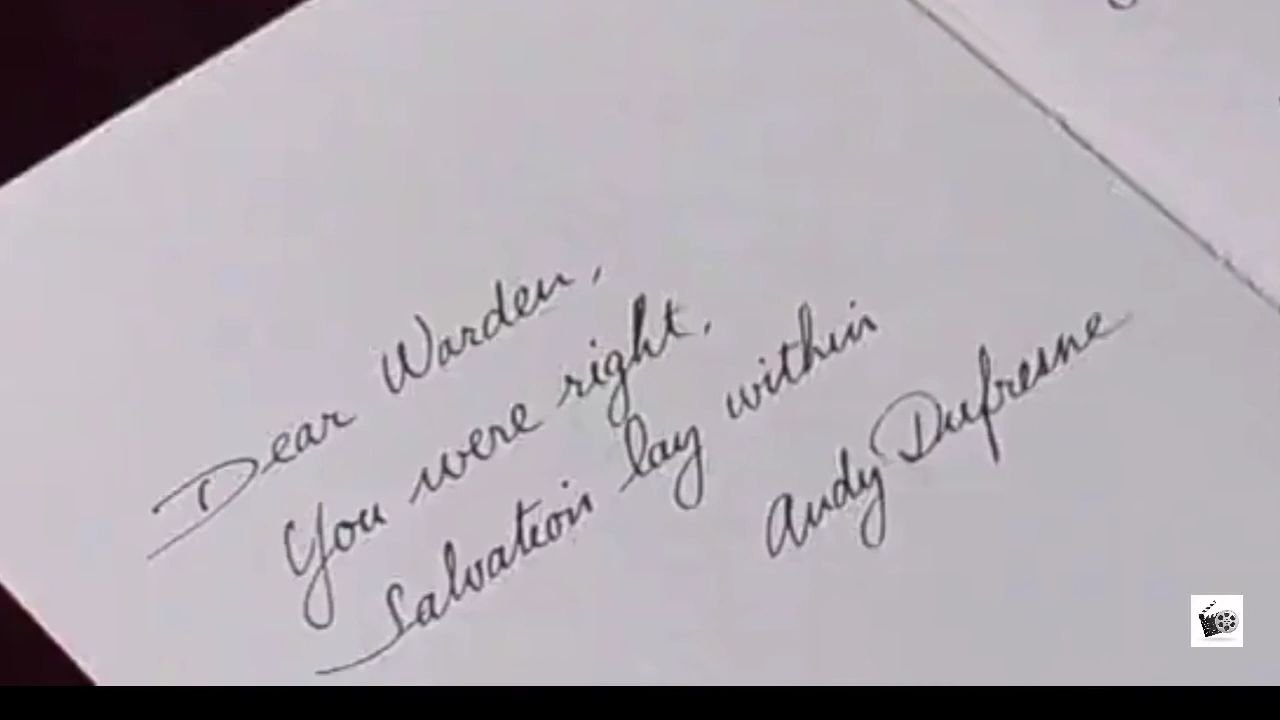 Dear Warden,
You were right.
Salvation lay within
Andy Dufresne